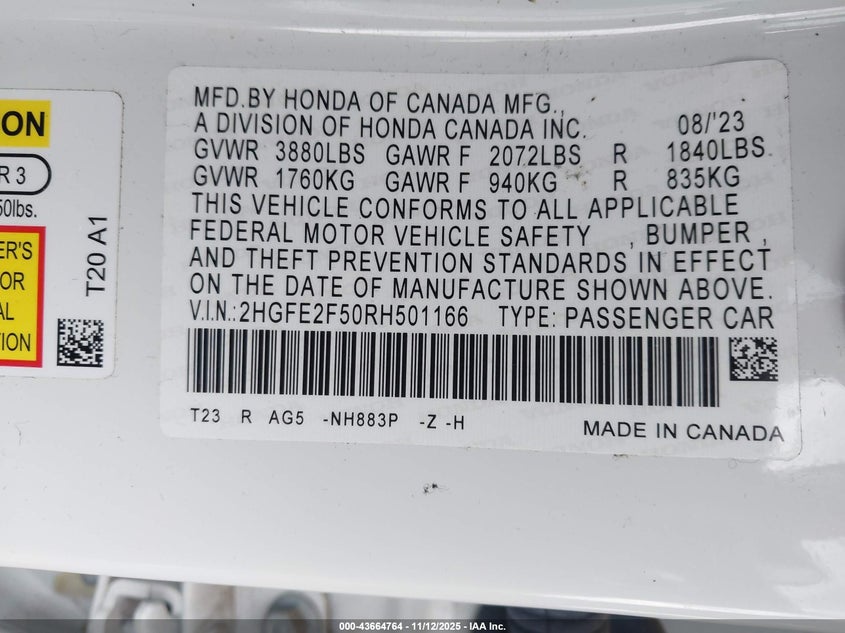 ON
R 3
50lbs.
ER'S
OR
AL
TION
T20 A1
MFD.BY HONDA OF CANADA MFG.,
A DIVISION OF HONDA CANADA INC. 08/'23
GVWR 3880LBS GAWR F 2072LBS R 1840LBS.
GVWR 1760KG GAWR F 940KG R 835KG
THIS VEHICLE CONFORMS TO ALL APPLICABLE
FEDERAL MOTOR VEHICLE SAFETY , BUMPER ,
AND THEFT PREVENTION STANDARDS IN EFFECT
ON THE DATE OF MANUFACTURE SHOWN ABOVE.
V.I.N.:2HGFE2F50RH501166 TYPE: PASSENGER CAR
T23 R AG5 -NH883P -Z -H
MADE IN CANADA
000-43664764 - 11/12/2025 - IAA Inc.